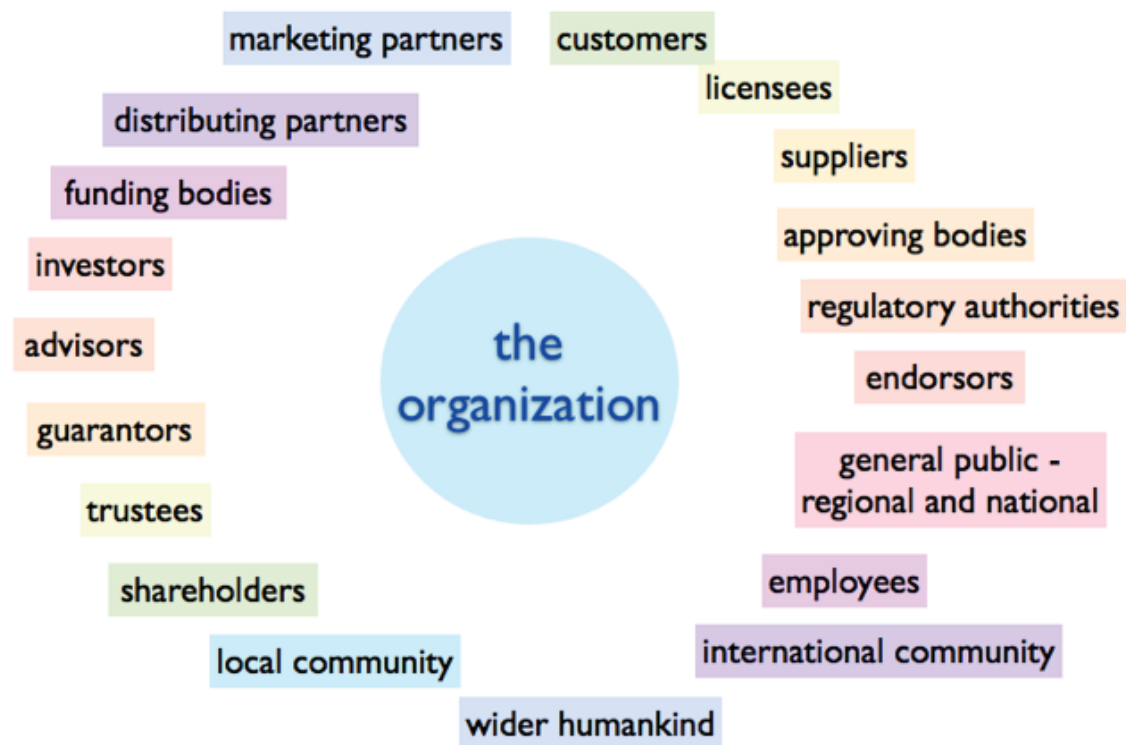 marketing partners
customers
licensees
distributing partners
suppliers
funding bodies
approving bodies
investors
regulatory authorities
advisors
the
organization
endorsors
guarantors
general public -
regional and national
trustees
employees
shareholders
international community
local community
wider humankind